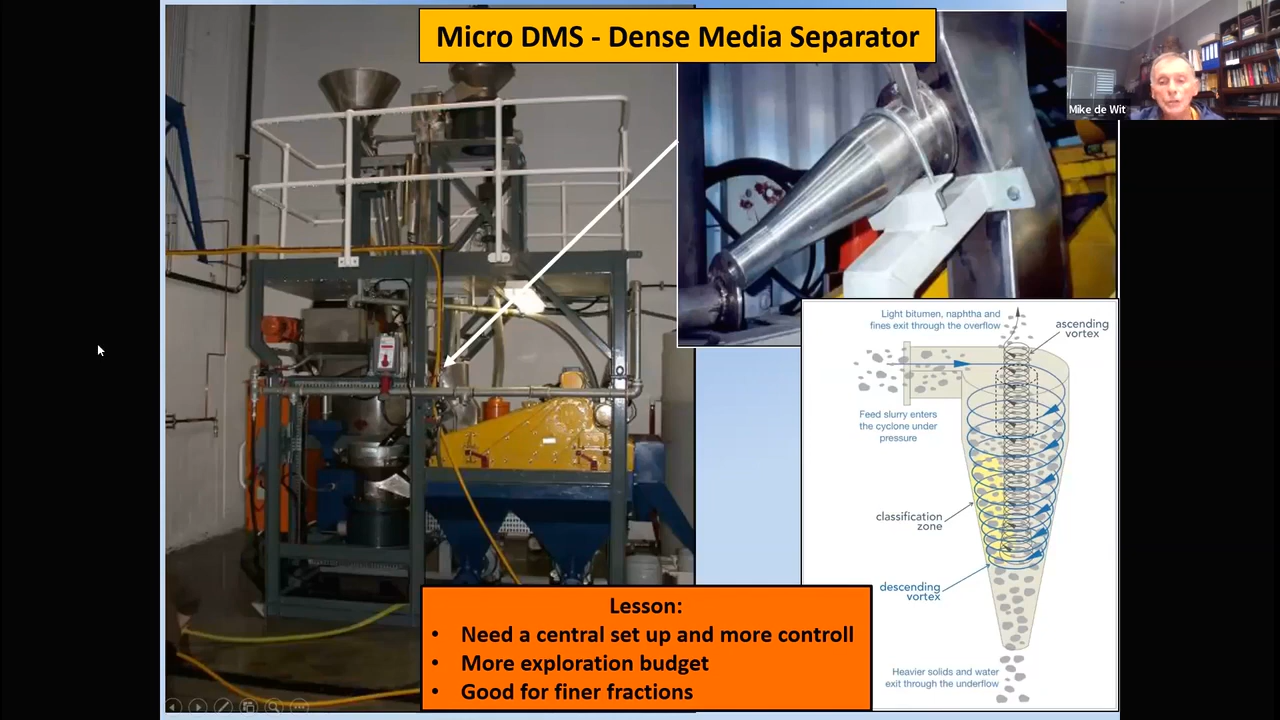 Micro DMS - Dense Media Separator
Mike de Wit
Light bitumen, naphtha and
fines exit through the overflow
ascending
vortex
Feed slurry enters
the cyclone under
pressure
classification
zone
descending
vortex
Heavier solids and water
exit through the underflow
Lesson:
• Need a central set up and more controll
• More exploration budget
• Good for finer fractions